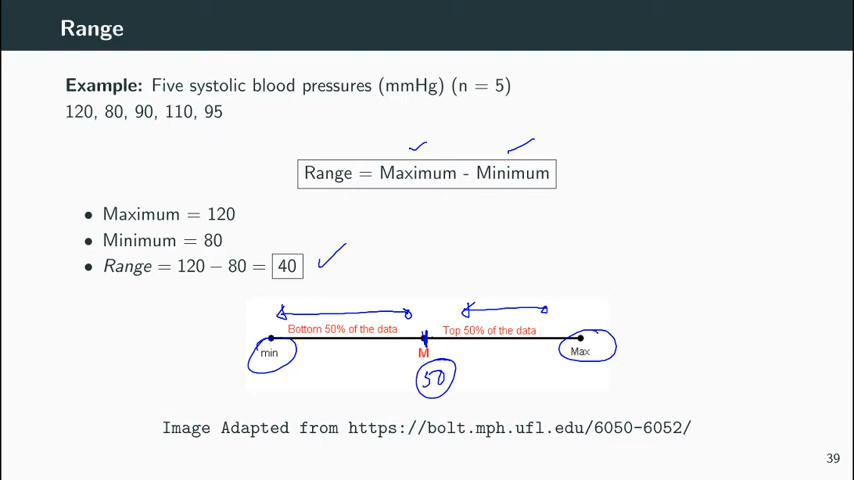 Range
Example: Five systolic blood pressures (mmHg) (n = 5)
120, 80, 90, 110, 95
Range = Maximum - Minimum
• Maximum = 120
• Minimum = 80
• Range = 120 − 80 = 40
Bottom 50% of the data Top 50% of the data
min M Max
50
Image Adapted from https://bolt.mph.ufl.edu/6050-6052/
39